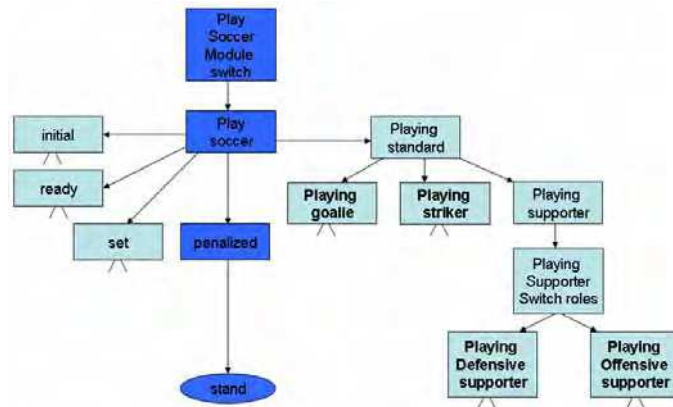 Play
Soccer
Module
switch
initial
Play
soccer
Playing
standard
ready
Playing
goalie
Playing
striker
Playing
supporter
set
penalized
Playing
Supporter
Switch roles
Playing
Defensive
supporter
Playing
Offensive
supporter
stand